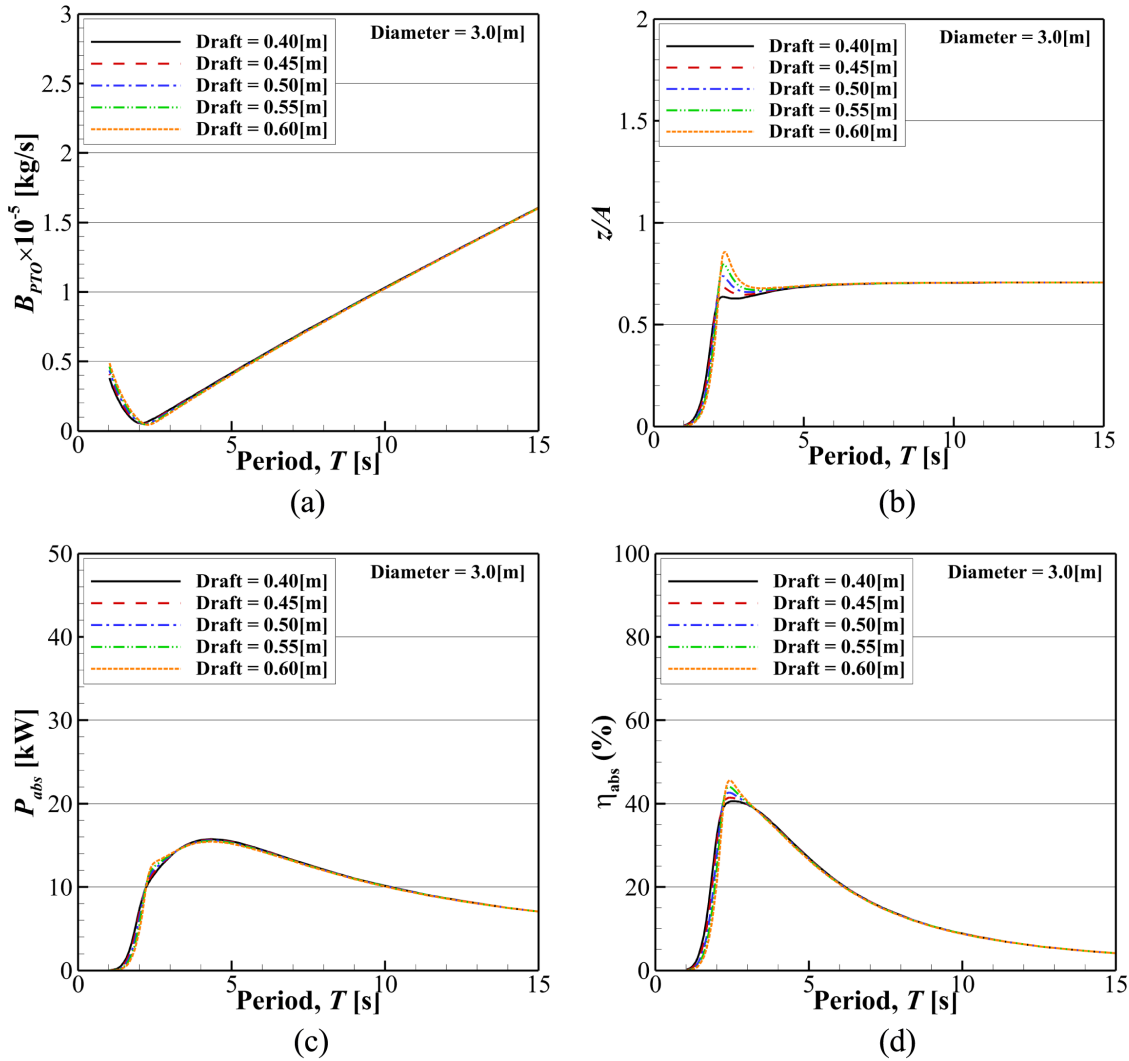 3
2.5
2
1.5
1
0.5
0
Draft = 0.40[m]
Draft = 0.45[m]
Draft = 0.50[m]
Draft = 0.55[m]
Draft = 0.60[m]
Diameter = 3.0[m]
B_PTO×10^-5 [kg/s]
0 5 10 15
Period, T [s]
(a)
2
1.5
1
0.5
0
Draft = 0.40[m]
Draft = 0.45[m]
Draft = 0.50[m]
Draft = 0.55[m]
Draft = 0.60[m]
Diameter = 3.0[m]
z/A
0 5 10 15
Period, T [s]
(b)
50
40
30
20
10
0
Draft = 0.40[m]
Draft = 0.45[m]
Draft = 0.50[m]
Draft = 0.55[m]
Draft = 0.60[m]
Diameter = 3.0[m]
P_abs [kW]
0 5 10 15
Period, T [s]
(c)
100
80
60
40
20
0
Draft = 0.40[m]
Draft = 0.45[m]
Draft = 0.50[m]
Draft = 0.55[m]
Draft = 0.60[m]
Diameter = 3.0[m]
η_abs (%)
0 5 10 15
Period, T [s]
(d)